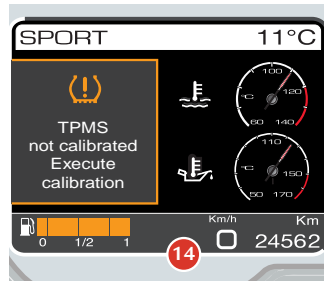 SPORT 11°C
(!)
TPMS
not calibrated
Execute
calibration
100
°C 120
60 140
110
°C 150
50 170
Km/h Km
0 1/2 1 0 24562
14